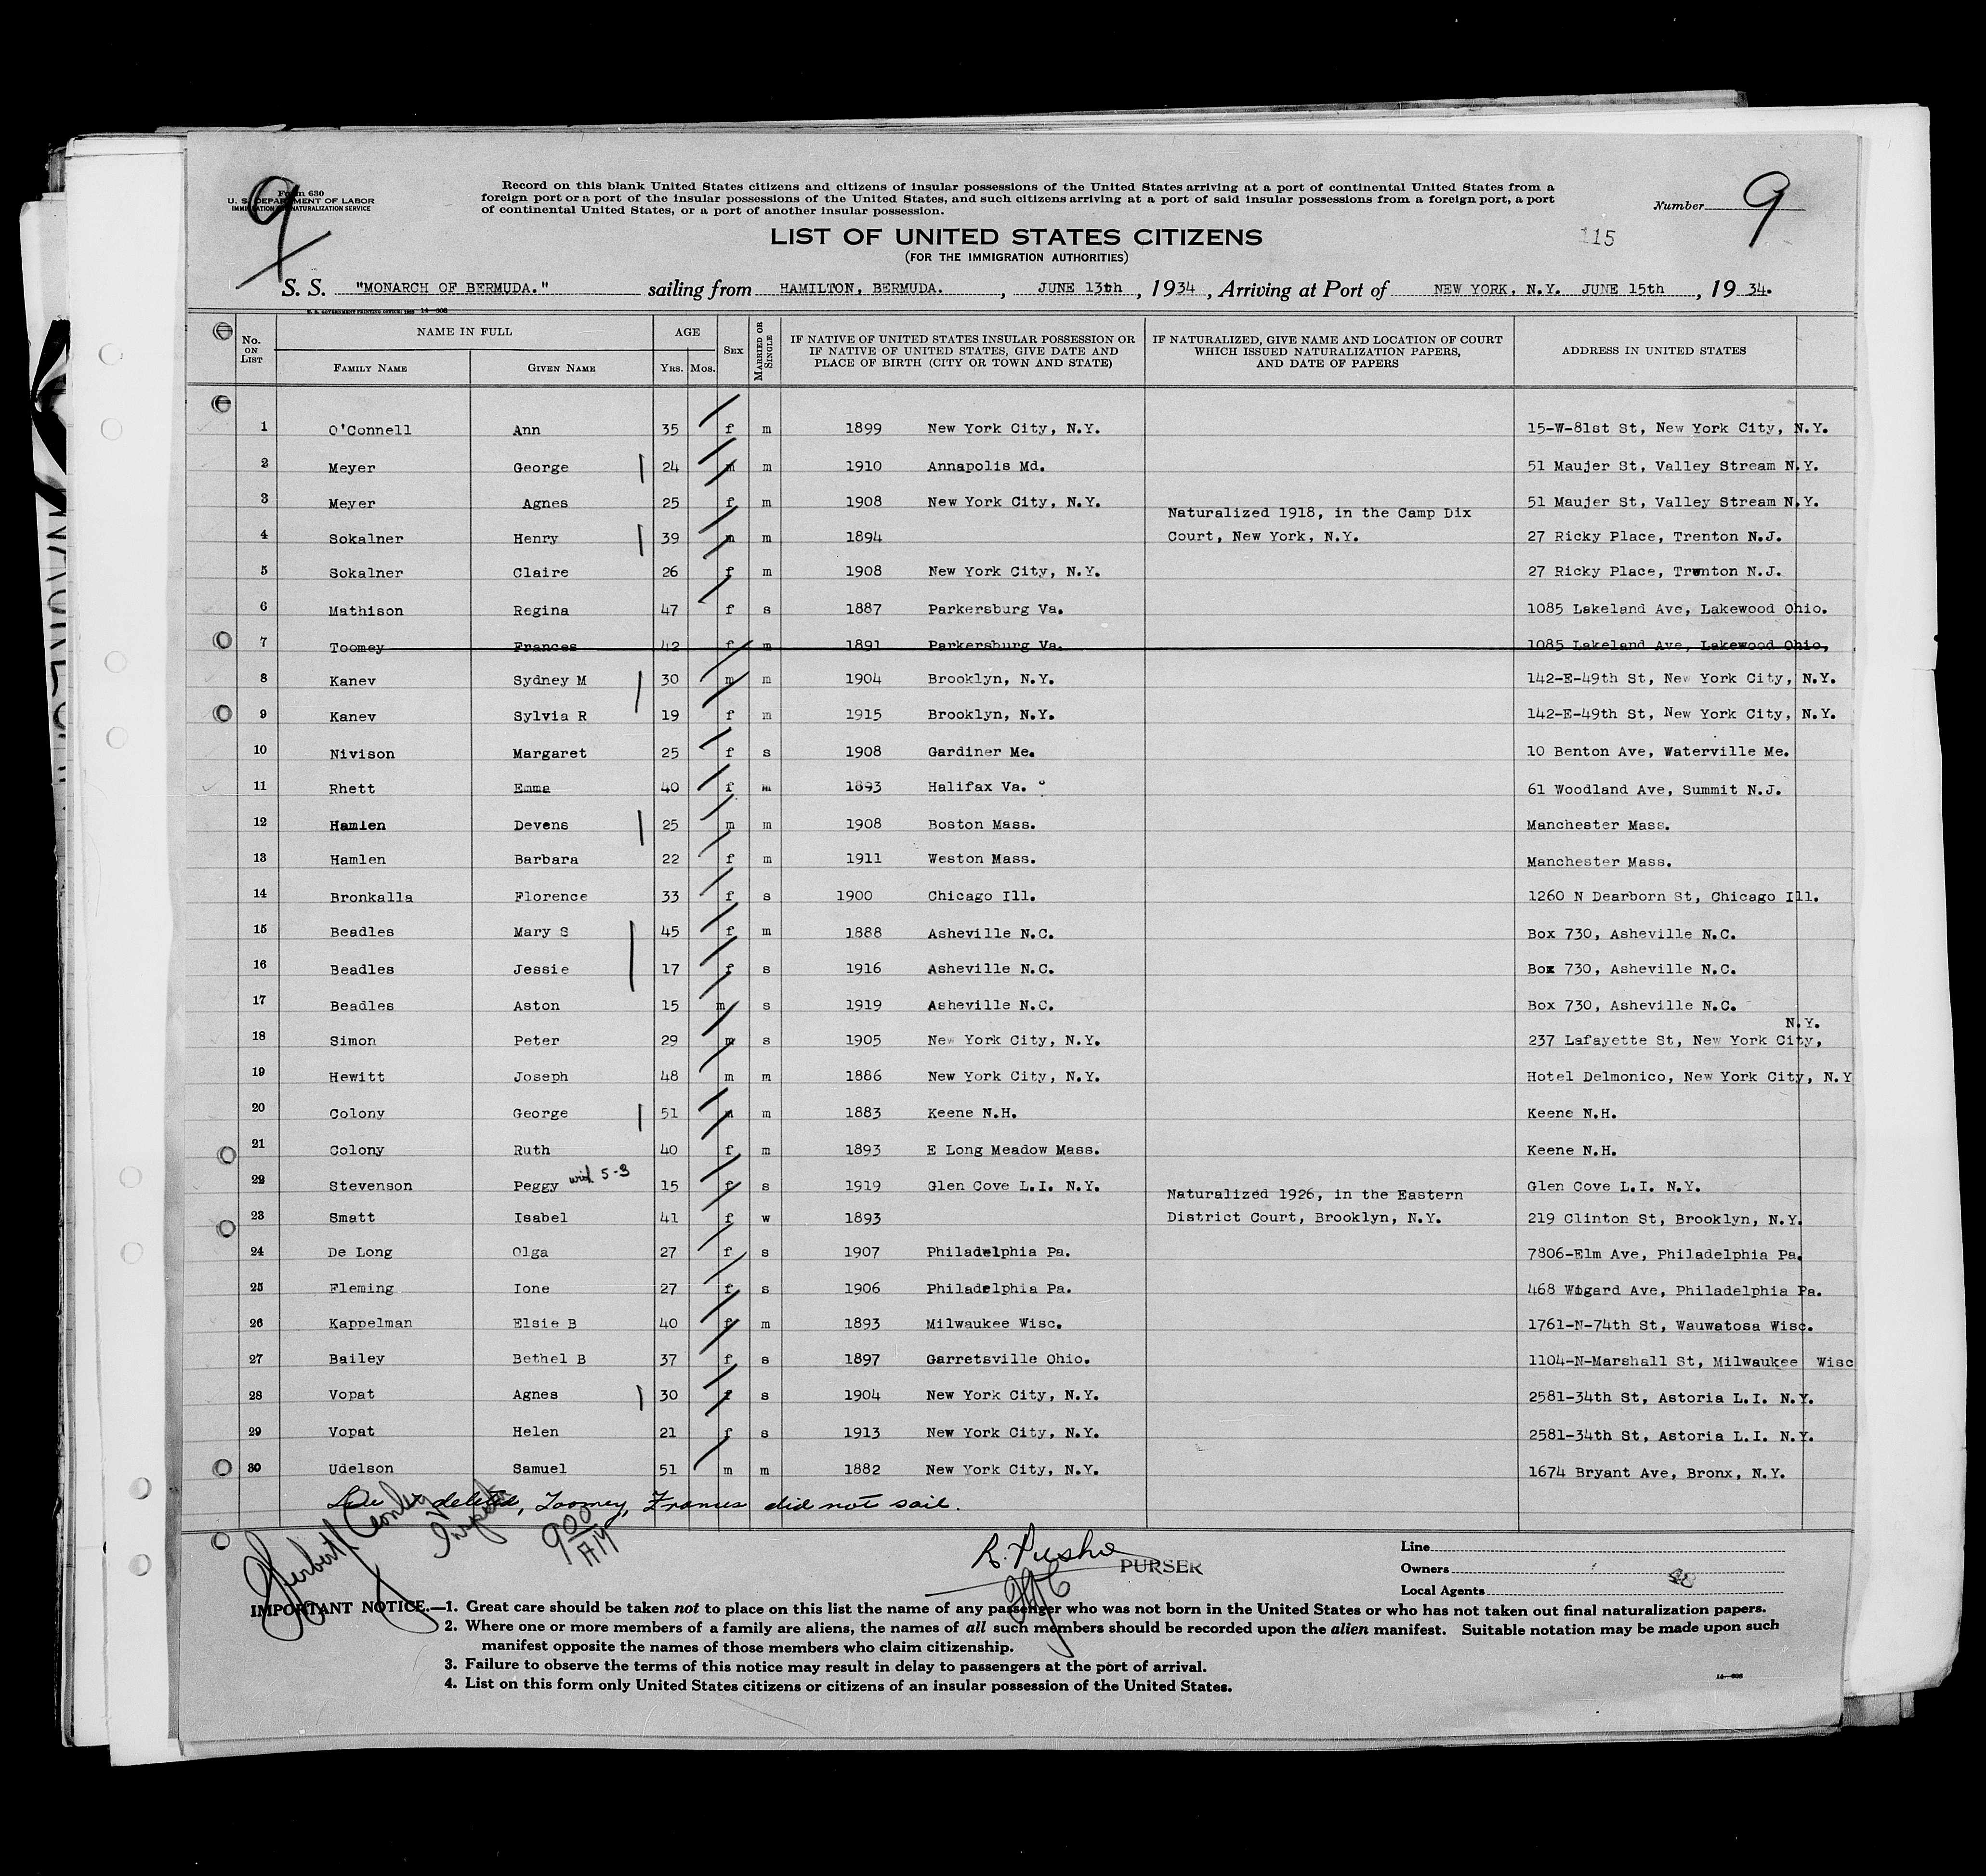 9
Form 630
U. S. DEPARTMENT OF LABOR
IMMIGRATION AND NATURALIZATION SERVICE
Record on this blank United States citizens and citizens of insular possessions of the United States arriving at a port of continental United States from a
foreign port or a port of the insular possessions of the United States, and such citizens arriving at a port of said insular possessions from a foreign port, a port
of continental United States, or a port of another insular possession.
Number 9
LIST OF UNITED STATES CITIZENS
115
(FOR THE IMMIGRATION AUTHORITIES)
S. S. "MONARCH OF BERMUDA." sailing from HAMILTON, BERMUDA. , JUNE 13th , 1934 , Arriving at Port of NEW YORK, N.Y. JUNE 15th , 19 34.
No. ON LIST NAME IN FULL FAMILY NAME GIVEN NAME AGE YRS. MOS. SEX MARRIED OR SINGLE IF NATIVE OF UNITED STATES INSULAR POSSESSION OR IF NATIVE OF UNITED STATES, GIVE DATE AND PLACE OF BIRTH (CITY OR TOWN AND STATE) IF NATURALIZED, GIVE NAME AND LOCATION OF COURT WHICH ISSUED NATURALIZATION PAPERS, AND DATE OF PAPERS ADDRESS IN UNITED STATES
1 O'Connell Ann 35 f m 1899 New York City, N.Y. 15-W-81st St, New York City, N.Y.
2 Meyer George 24 m m 1910 Annapolis Md. 51 Maujer St, Valley Stream N.Y.
3 Meyer Agnes 25 f m 1908 New York City, N.Y. 51 Maujer St, Valley Stream N.Y.
Naturalized 1918, in the Camp Dix
4 Sokalner Henry 39 m m 1894 Court, New York, N.Y. 27 Ricky Place, Trenton N.J.
5 Sokalner Claire 26 f m 1908 New York City, N.Y. 27 Ricky Place, Trenton N.J.
6 Mathison Regina 47 f s 1887 Parkersburg Va. 1085 Lakeland Ave, Lakewood Ohio.
7 Toomey Frances 42 f m 1891 Parkersburg Va. 1085 Lakeland Ave, Lakewood Ohio,
8 Kanev Sydney M 30 m m 1904 Brooklyn, N.Y. 142-E-49th St, New York City, N.Y.
9 Kanev Sylvia R 19 f m 1915 Brooklyn, N.Y. 142-E-49th St, New York City, N.Y.
10 Nivison Margaret 25 f s 1908 Gardiner Me. 10 Benton Ave, Waterville Me.
11 Rhett Emma 40 f m 1893 Halifax Va. 61 Woodland Ave, Summit N.J.
12 Hamlen Devens 25 m m 1908 Boston Mass. Manchester Mass.
13 Hamlen Barbara 22 f m 1911 Weston Mass. Manchester Mass.
14 Bronkalla Florence 33 f s 1900 Chicago Ill. 1260 N Dearborn St, Chicago Ill.
15 Beadles Mary S 45 f m 1888 Asheville N.C. Box 730, Asheville N.C.
16 Beadles Jessie 17 f s 1916 Asheville N.C. Box 730, Asheville N.C.
17 Beadles Aston 15 m s 1919 Asheville N.C. Box 730, Asheville N.C.
N.Y.
18 Simon Peter 29 m s 1905 New York City, N.Y. 237 Lafayette St, New York City,
19 Hewitt Joseph 48 m m 1886 New York City, N.Y. Hotel Delmonico, New York City, N.Y
20 Colony George 51 m m 1883 Keene N.H. Keene N.H.
21 Colony Ruth 40 f m 1893 E Long Meadow Mass. Keene N.H.
22 Stevenson Peggy 5-3 15 f s 1919 Glen Cove L.I. N.Y. Glen Cove L.I. N.Y.
Naturalized 1926, in the Eastern
23 Smatt Isabel 41 f w 1893 District Court, Brooklyn, N.Y. 219 Clinton St, Brooklyn, N.Y.
24 De Long Olga 27 f s 1907 Philadelphia Pa. 7806-Elm Ave, Philadelphia Pa.
25 Fleming Ione 27 f s 1906 Philadelphia Pa. 468 Wigard Ave, Philadelphia Pa.
26 Kappelman Elsie B 40 f m 1893 Milwaukee Wisc. 1761-N-74th St, Wauwatosa Wisc.
27 Bailey Bethel B 37 f s 1897 Garretsville Ohio. 1104-N-Marshall St, Milwaukee Wisc
28 Vopat Agnes 30 f s 1904 New York City, N.Y. 2581-34th St, Astoria L.I. N.Y.
29 Vopat Helen 21 f s 1913 New York City, N.Y. 2581-34th St, Astoria L.I. N.Y.
30 Udelson Samuel 51 m m 1882 New York City, N.Y. 1674 Bryant Ave, Bronx, N.Y.
deleted, Toomey, Frances did not sail.
900 AM
PURSER
Line
Owners
Local Agents
IMPORTANT NOTICE.—1. Great care should be taken not to place on this list the name of any passenger who was not born in the United States or who has not taken out final naturalization papers.
2. Where one or more members of a family are aliens, the names of all such members should be recorded upon the alien manifest. Suitable notation may be made upon such
manifest opposite the names of those members who claim citizenship.
3. Failure to observe the terms of this notice may result in delay to passengers at the port of arrival.
4. List on this form only United States citizens or citizens of an insular possession of the United States.